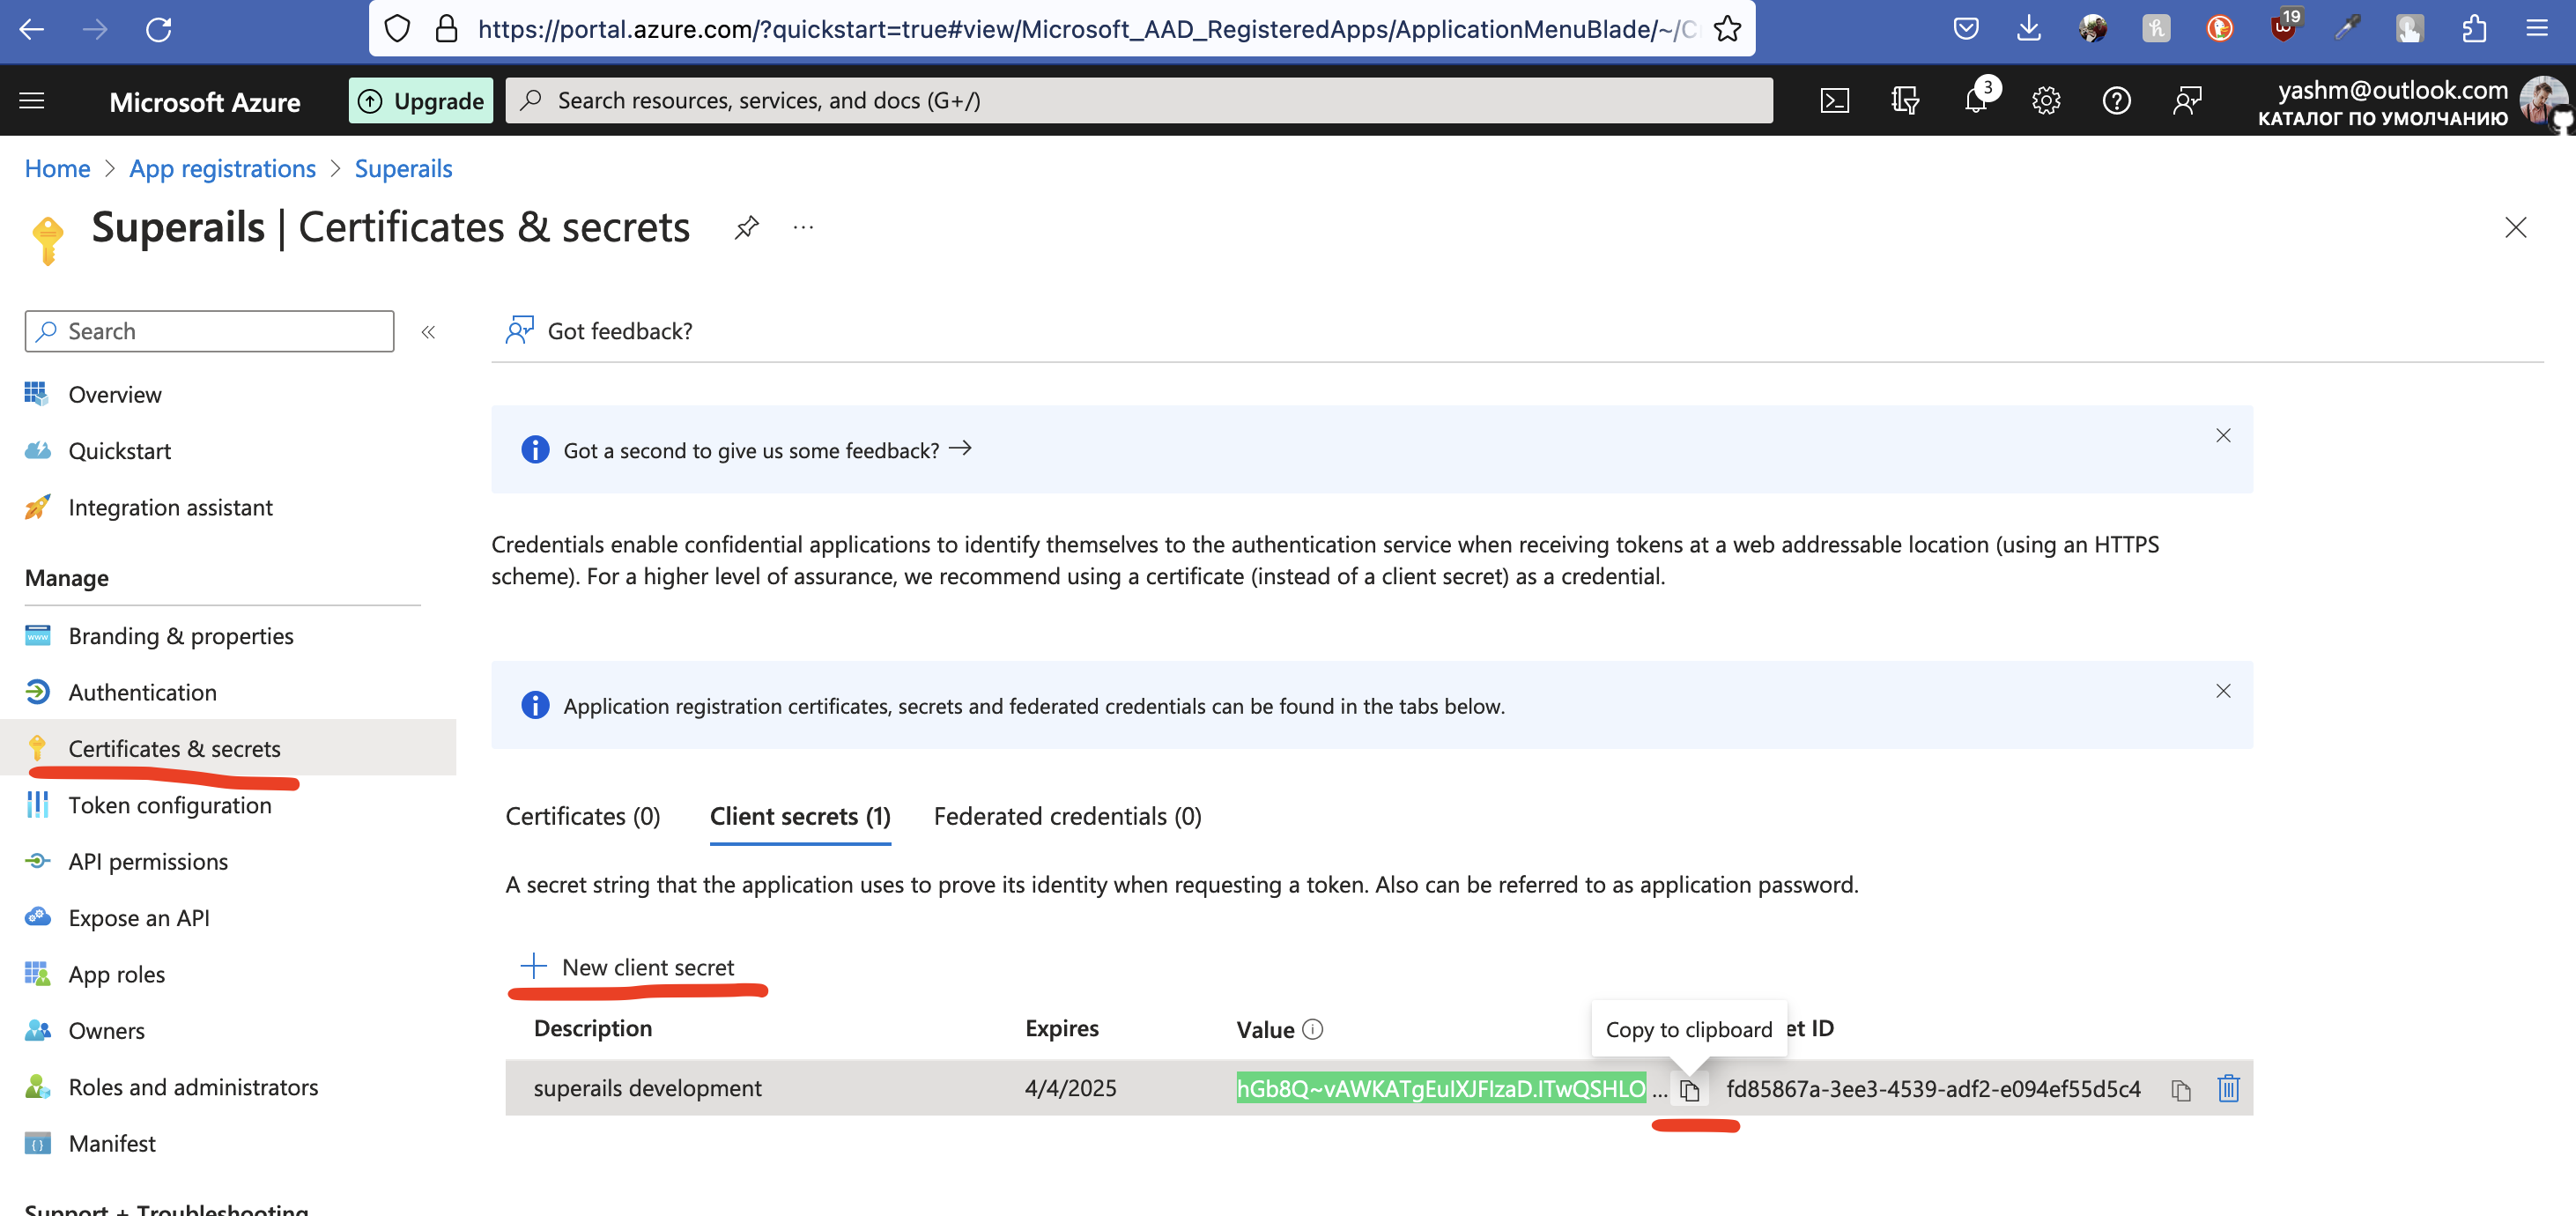 https://portal.azure.com/?quickstart=true#view/Microsoft_AAD_RegisteredApps/ApplicationMenuBlade/~/C
19
Microsoft Azure
Upgrade
Search resources, services, and docs (G+/)
3
yashm@outlook.com
КАТАЛОГ ПО УМОЛЧАНИЮ
Home > App registrations > Superails
Superails | Certificates & secrets
...
Search
«
Overview
Quickstart
Integration assistant
Manage
Branding & properties
Authentication
Certificates & secrets
Token configuration
API permissions
Expose an API
App roles
Owners
Roles and administrators
Manifest
Support + Troubleshooting
Got feedback?
Got a second to give us some feedback? →
Credentials enable confidential applications to identify themselves to the authentication service when receiving tokens at a web addressable location (using an HTTPS
scheme). For a higher level of assurance, we recommend using a certificate (instead of a client secret) as a credential.
Application registration certificates, secrets and federated credentials can be found in the tabs below.
Certificates (0) Client secrets (1) Federated credentials (0)
A secret string that the application uses to prove its identity when requesting a token. Also can be referred to as application password.
+ New client secret
Copy to clipboard
Description Expires Value et ID
superails development 4/4/2025 ... fd85867a-3ee3-4539-adf2-e094ef55d5c4